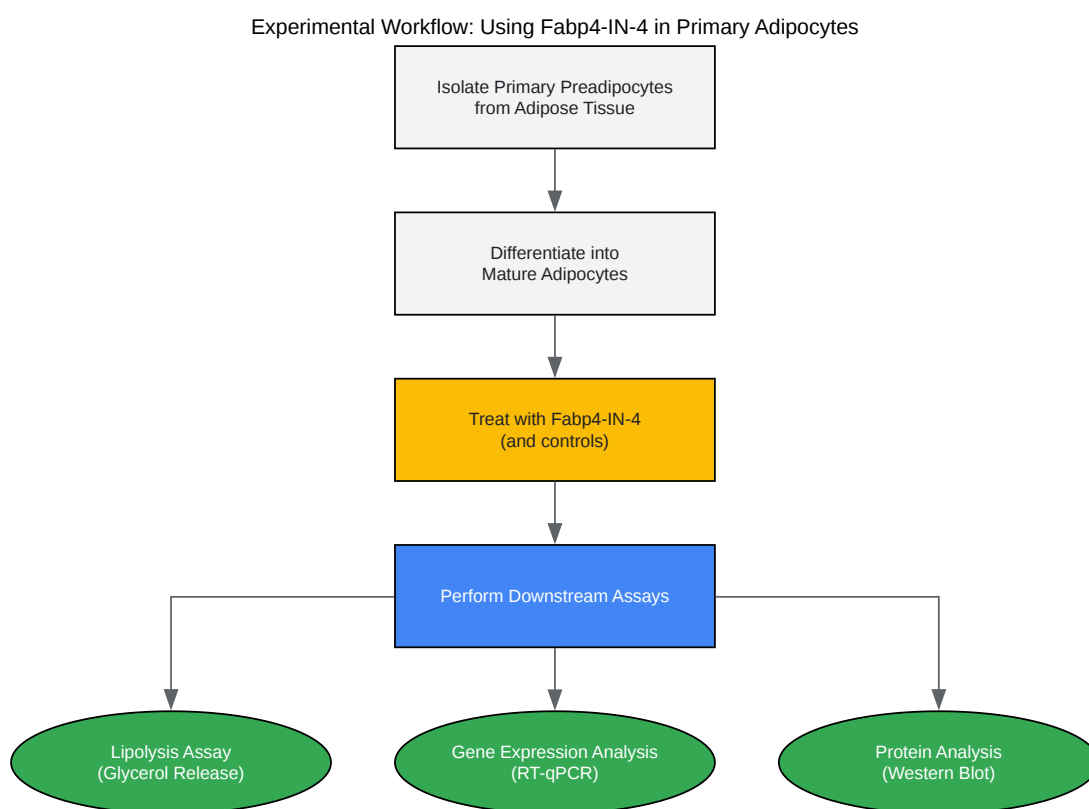 Experimental Workflow: Using Fabp4-IN-4 in Primary Adipocytes
Isolate Primary Preadipocytes
from Adipose Tissue
Differentiate into
Mature Adipocytes
Treat with Fabp4-IN-4
(and controls)
Perform Downstream Assays
Lipolysis Assay
(Glycerol Release)
Gene Expression Analysis
(RT-qPCR)
Protein Analysis
(Western Blot)